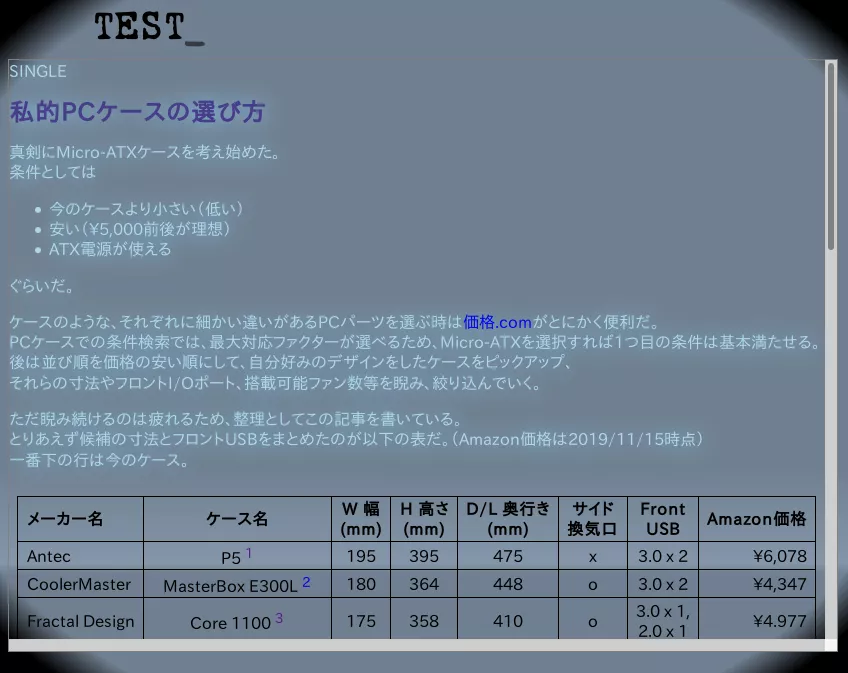 TEST_
SINGLE
私的PCケースの選び方
真剣にMicro-ATXケースを考え始めた。
条件としては
• 今のケースより小さい（低い）
• 安い（¥5,000前後が理想）
• ATX電源が使える
ぐらいだ。
ケースのような、それぞれに細かい違いがあるPCパーツを選ぶ時は価格.comがとにかく便利だ。
PCケースでの条件検索では、最大対応ファクターが選べるため、Micro-ATXを選択すれば1つ目の条件は基本満たせる。
後は並び順を価格の安い順にして、自分好みのデザインをしたケースをピックアップ、
それらの寸法やフロントI/Oポート、搭載可能ファン数等を睨み、絞り込んでいく。
ただ睨み続けるのは疲れるため、整理としてこの記事を書いている。
とりあえず候補の寸法とフロントUSBをまとめたのが以下の表だ。（Amazon価格は2019/11/15時点）
一番下の行は今のケース。
メーカー名 ケース名 W 幅 (mm) H 高さ (mm) D/L 奥行き (mm) サイド換気口 Front USB Amazon価格
Antec P5 1 195 395 475 x 3.0 x 2 ¥6,078
CoolerMaster MasterBox E300L 2 180 364 448 o 3.0 x 2 ¥4,347
Fractal Design Core 1100 3 175 358 410 o 3.0 x 1, 2.0 x 1 ¥4.977